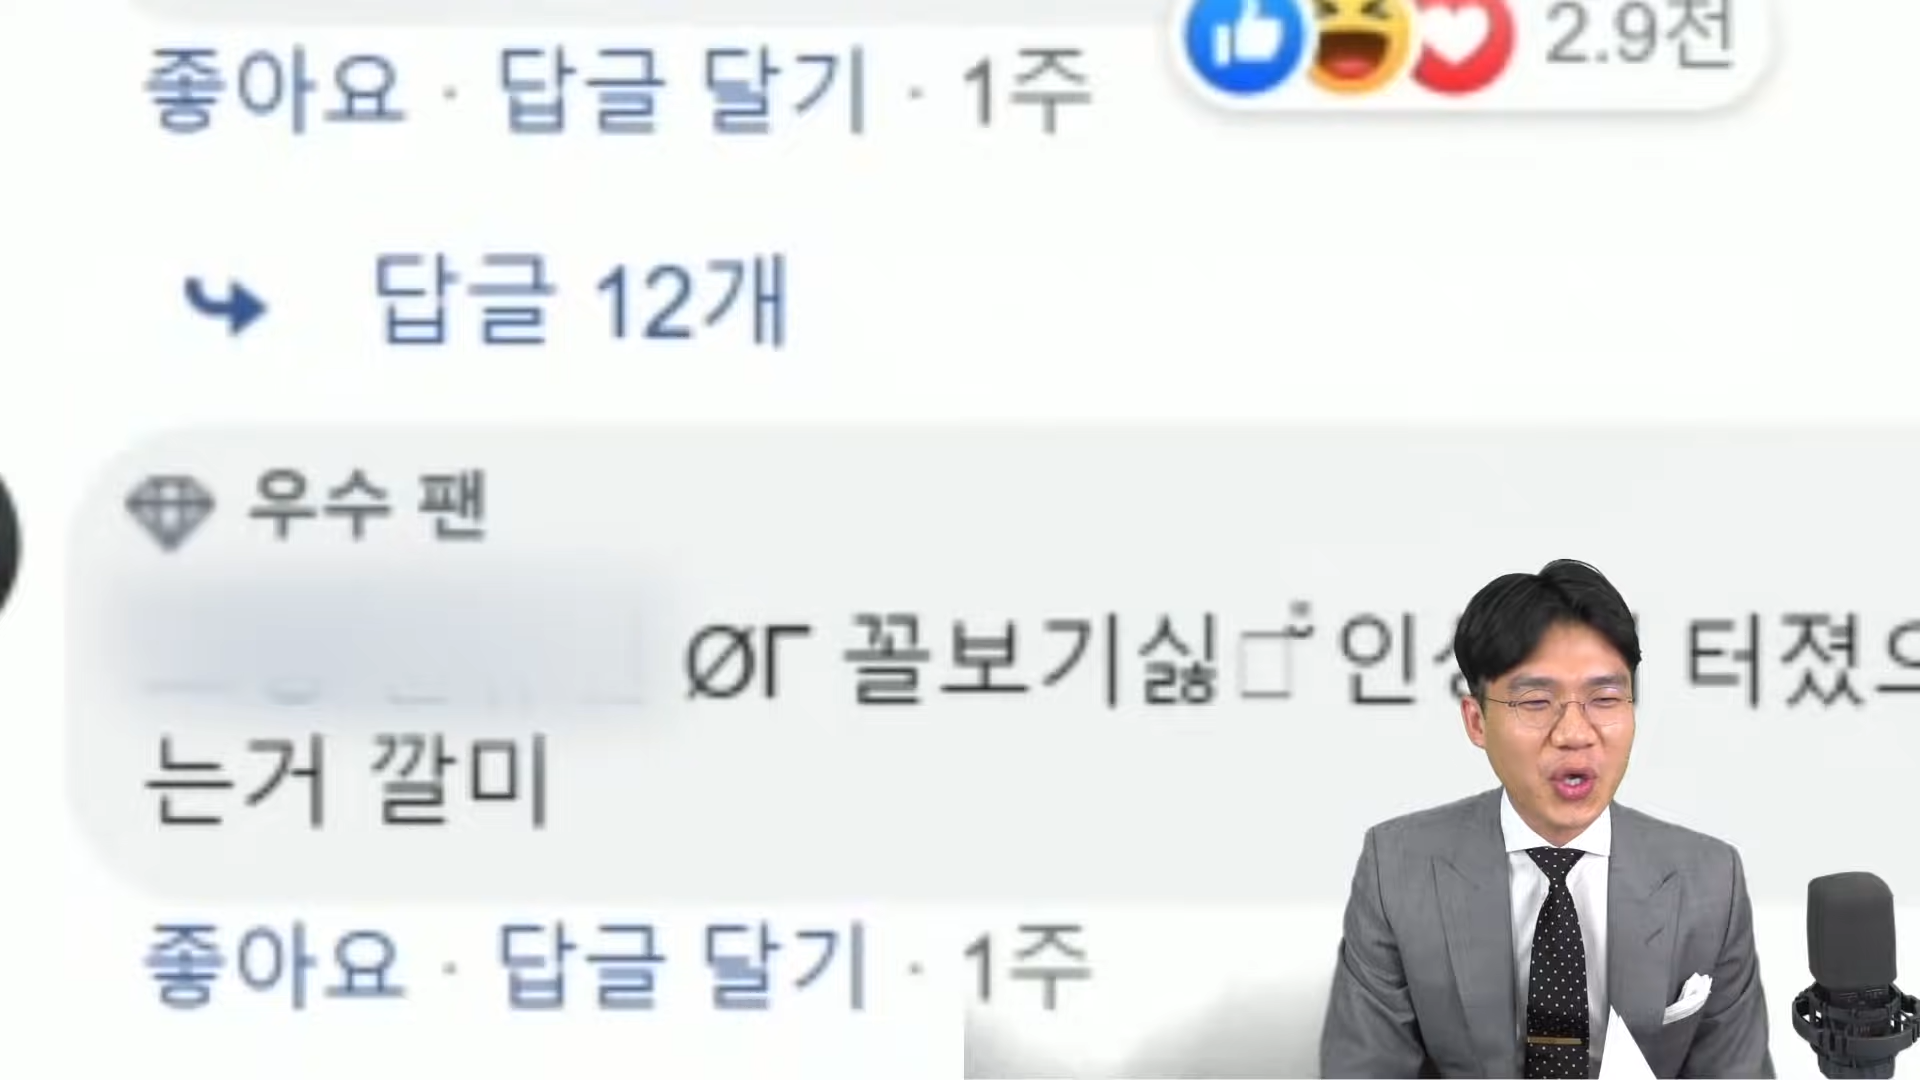 좋아요 · 답글 달기 · 1주
2.9천
답글 12개
우수 팬
Ør 꼴보기싫 터졌으
는거 깔미
좋아요 · 답글 달기 · 1주